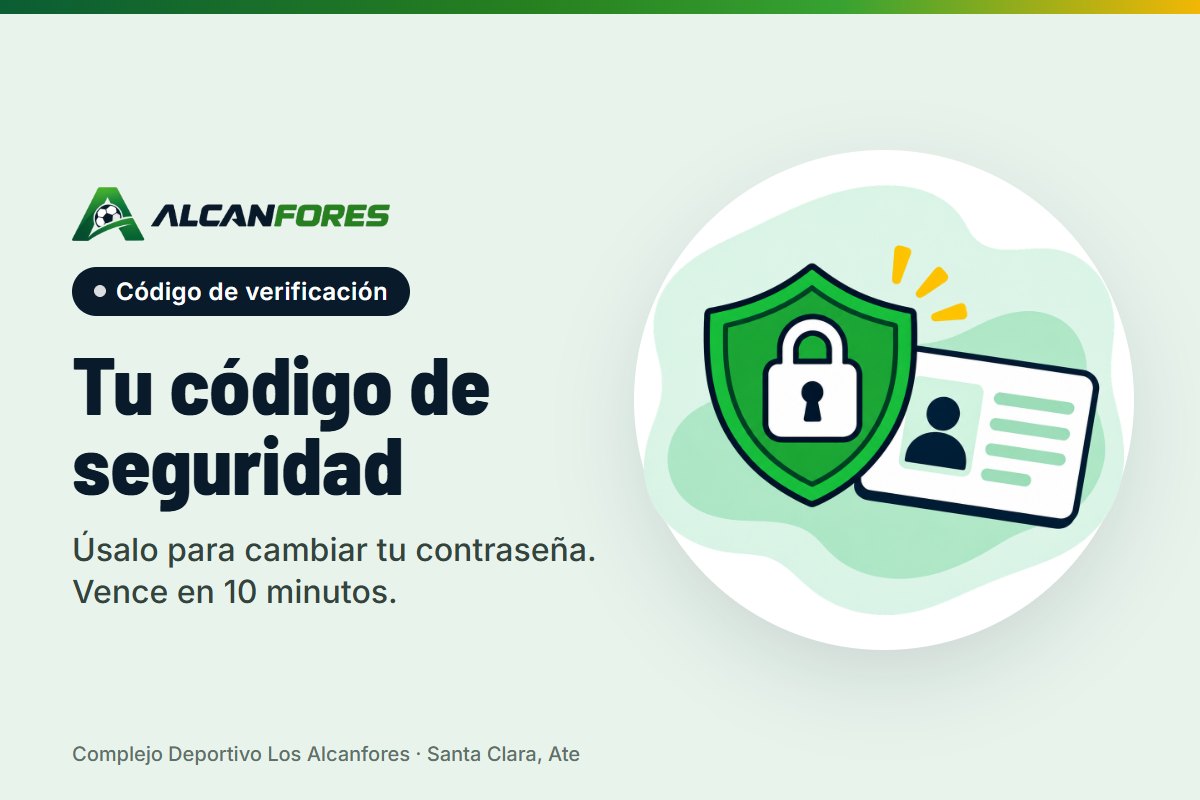 ALCANFORES
Código de verificación
Tu código de
seguridad
Úsalo para cambiar tu contraseña.
Vence en 10 minutos.
Complejo Deportivo Los Alcanfores · Santa Clara, Ate